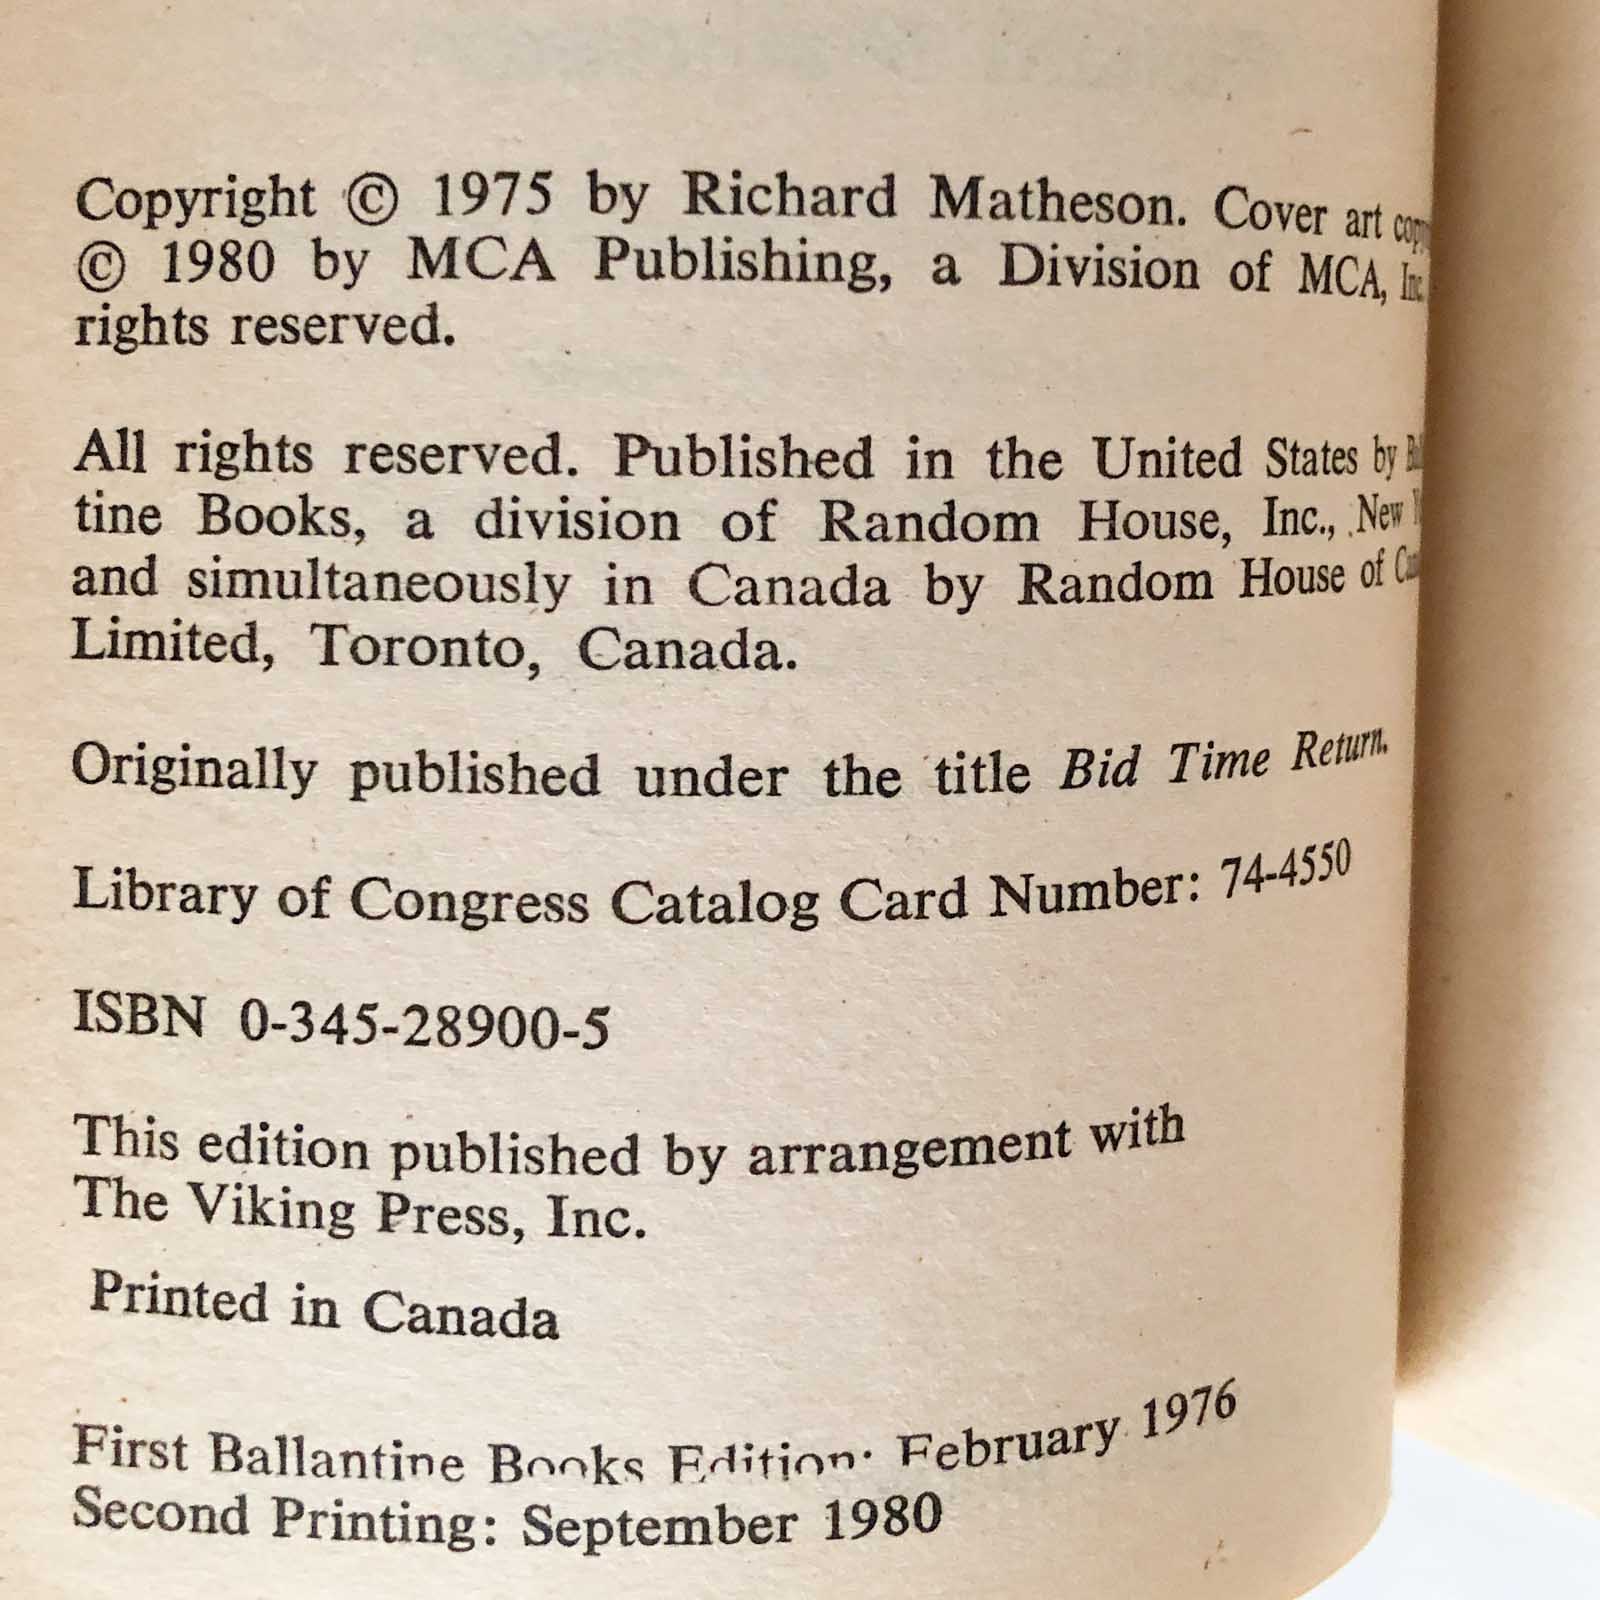 Copyright © 1975 by Richard Matheson. Cover art
© 1980 by MCA Publishing, a Division of MCA, Inc.
rights reserved.
All rights reserved. Published in the United States by
tine Books, a division of Random House, Inc., New
and simultaneously in Canada by Random House of
Limited, Toronto, Canada.
Originally published under the title Bid Time Return.
Library of Congress Catalog Card Number: 74-4550
ISBN 0-345-28900-5
This edition published by arrangement with
The Viking Press, Inc.
Printed in Canada
First Ballantine Books Edition: February 1976
Second Printing: September 1980